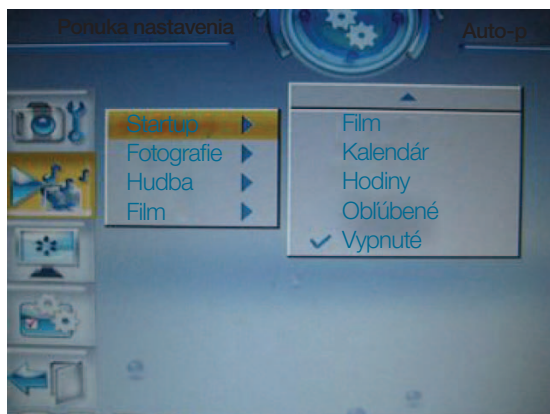 Ponuka nastavenia
Auto-p
Startup
Fotografie
Hudba
Film
Film
Kalendár
Hodiny
Obľúbené
Vypnuté